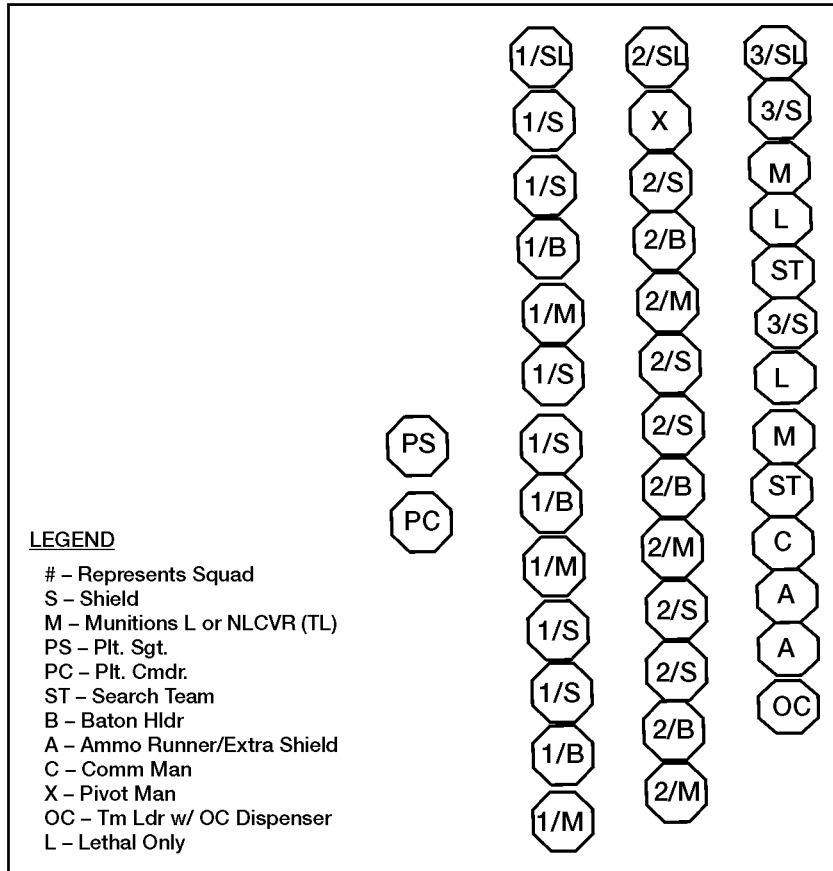 1/SL 2/SL 3/SL
1/S X 3/S
1/S 2/S M
1/B 2/B L
ST
1/M 2/M 3/S
1/S 2/S L
PS 1/S 2/S M
1/B 2/B ST
PC
1/M 2/M C
1/S 2/S A
1/S 2/S A
1/B 2/B OC
1/M 2/M
LEGEND
# – Represents Squad
S – Shield
M – Munitions L or NLCVR (TL)
PS – Plt. Sgt.
PC – Plt. Cmdr.
ST – Search Team
B – Baton Hldr
A – Ammo Runner/Extra Shield
C – Comm Man
X – Pivot Man
OC – Tm Ldr w/ OC Dispenser
L – Lethal Only